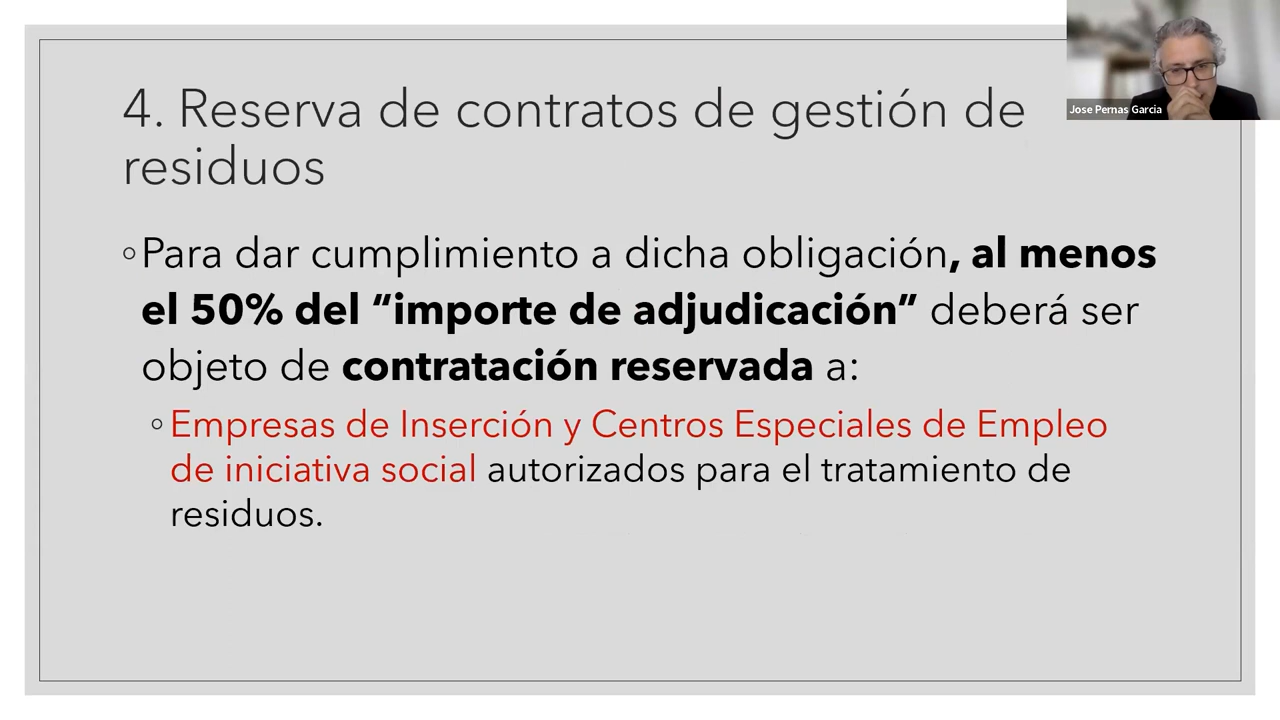 4. Reserva de contratos de gestión de
residuos
Jose Pernas Garcia
◦Para dar cumplimiento a dicha obligación, al menos
el 50% del “importe de adjudicación” deberá ser
objeto de contratación reservada a:
◦Empresas de Inserción y Centros Especiales de Empleo
de iniciativa social autorizados para el tratamiento de
residuos.